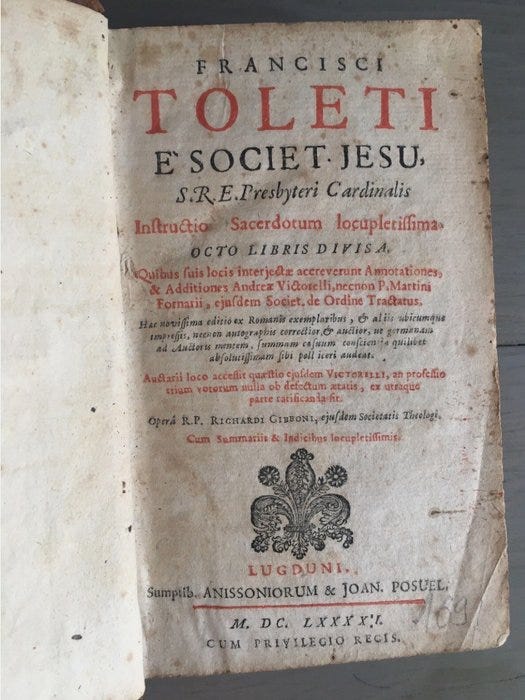 FRANCISCI
TOLETI
E' SOCIET. JESU,
S.R.E. Presbyteri Cardinalis
Instructio Sacerdotum locupletissima
OCTO LIBRIS DIVISA.
Quibus suis locis interjectæ accreverunt Annotationes,
& Additiones Andreæ Victorelli, necnon P. Martini
Fornarii, ejusdem Societ. de Ordine Tractatus.
Hac novissima editio ex Romanis exemplaribus, & aliis ubicumque
impressis, necnon autographis correctior, & auctior, ut germanam
ad Auctoris mentem, summam casuum conscientiæ quilibet
absolutissimam sibi polliceri audeat.
Auctarii loco accessit quæstio ejusdem VICTORELLI, an professio
trium votorum nulla ob defectum ætatis, ex utraque
parte ratificanda sit.
Operâ R.P. RICHARDI GIBBONI, ejusdem Societatis Theologi.
Cum Summariis & Indicibus locupletissimis.
LUGDUNI.
Sumptib. ANISSONIORUM & JOAN. POSUEL.
M. DC. LXXXXI.
CUM PRIVILEGIO REGIS.